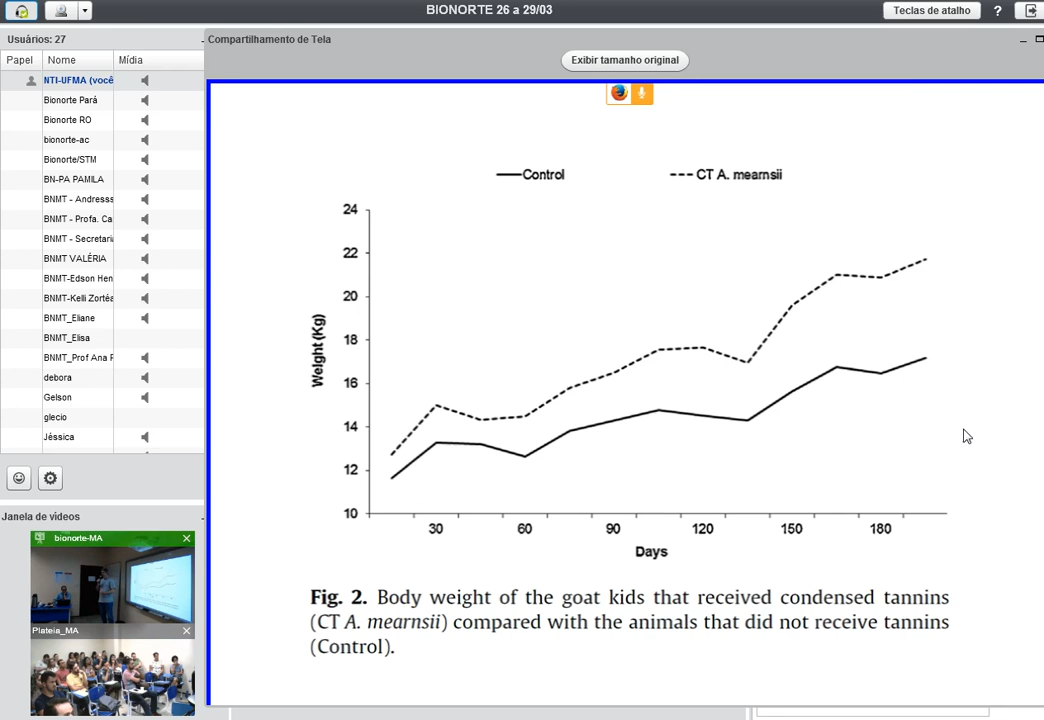 BIONORTE 26 a 29/03
Teclas de atalho
?
Usuários: 27
Compartilhamento de Tela
Papel Nome Mídia
Exibir tamanho original
NTI-UFMA (você
Bionorte Pará
Bionorte RO
bionorte-ac
Bionorte/STM
BN-PA PAMILA
BNMT - Andresss
BNMT - Profa. Ca
BNMT - Secretari
BNMT VALÉRIA
BNMT-Edson Hen
BNMT-Kelli Zortéa
BNMT_Eliane
BNMT_Elisa
BNMT_Prof Ana P
debora
Gelson
glecio
Jéssica
Janela de videos
bionorte-MA
Plateia_MA
Control CT A. mearnsii
24
22
20
18
16
14
12
10
Weight (Kg)
30 60 90 120 150 180
Days
Fig. 2. Body weight of the goat kids that received condensed tannins
(CT A. mearnsii) compared with the animals that did not receive tannins
(Control).